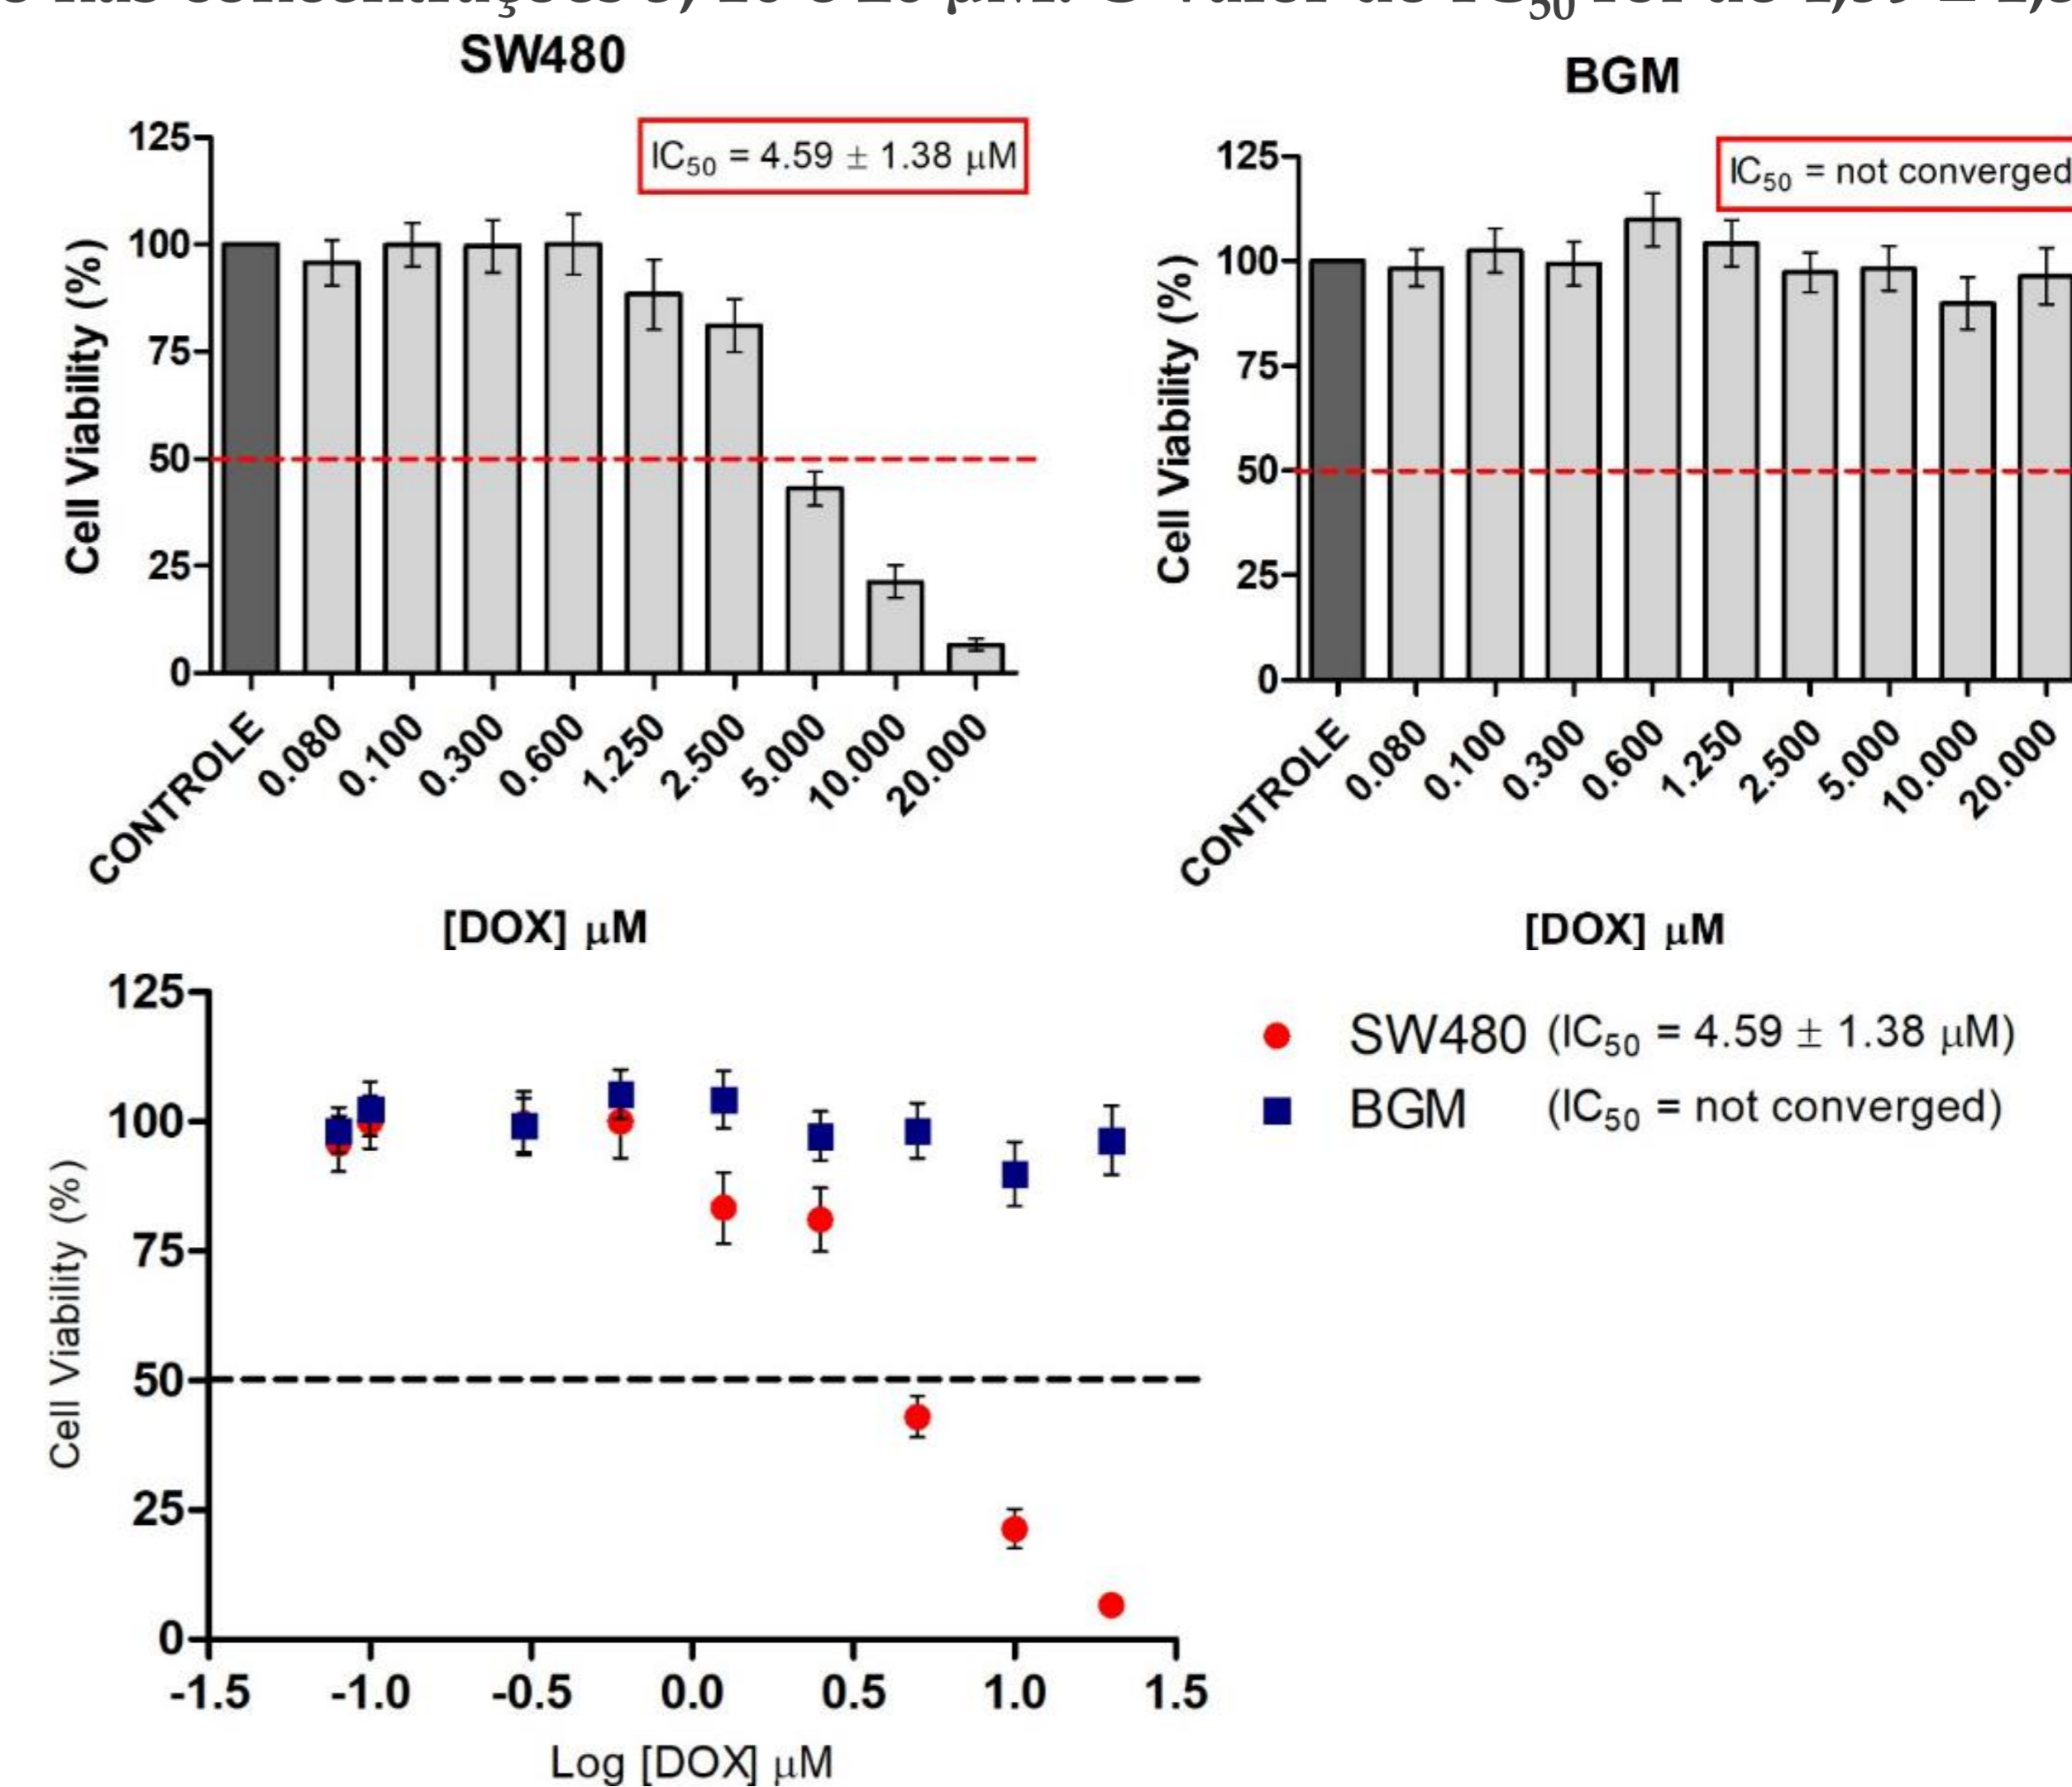 SW480
IC50 = 4.59 ± 1.38 µM
Cell Viability (%)
125
100
75
50
25
0
CONTROLE
0.080
0.100
0.300
0.600
1.250
2.500
5.000
10.000
20.000
[DOX] µM
BGM
IC50 = not converged
Cell Viability (%)
125
100
75
50
25
0
CONTROLE
0.080
0.100
0.300
0.600
1.250
2.500
5.000
10.000
20.000
[DOX] µM
Cell Viability (%)
125
100
75
50
25
0
-1.5 -1.0 -0.5 0.0 0.5 1.0 1.5
Log [DOX] µM
SW480 (IC50 = 4.59 ± 1.38 µM)
BGM (IC50 = not converged)